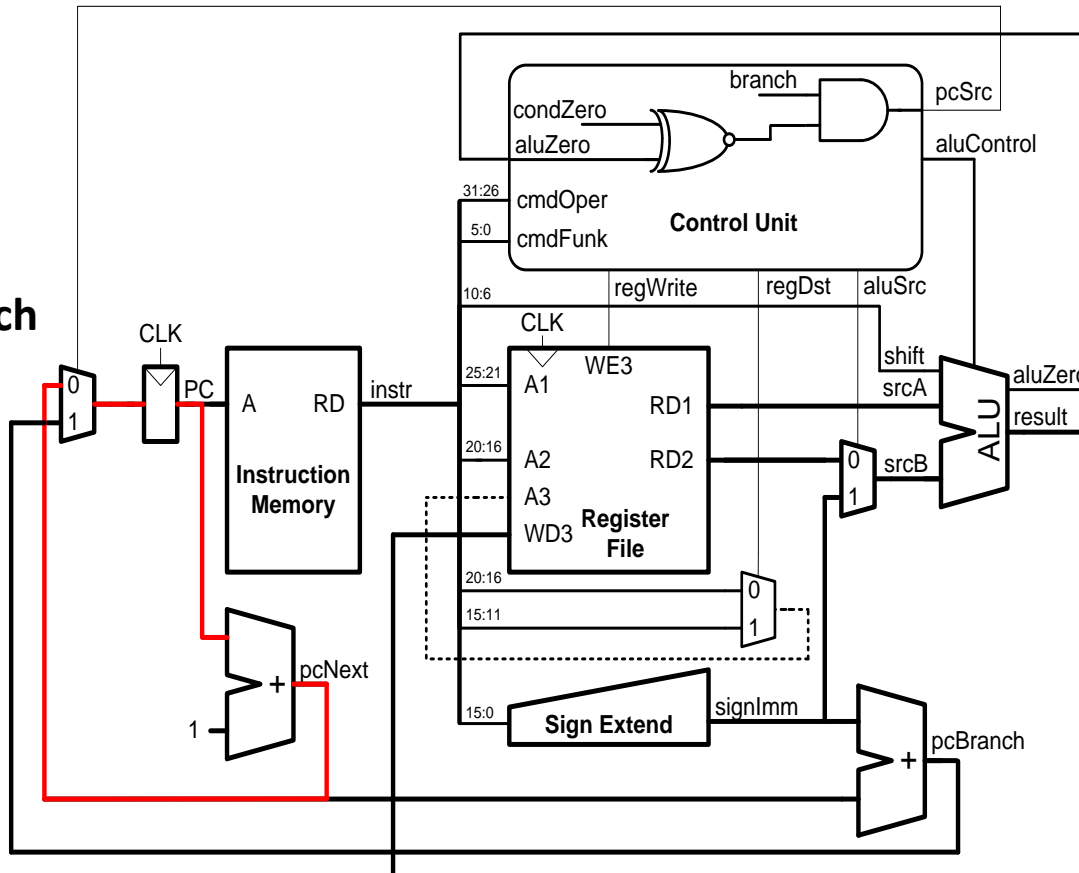 branch
pcSrc
condZero
aluZero
aluControl
31:26
cmdOper
5:0
cmdFunk
Control Unit
regWrite
regDst
aluSrc
10:6
ch
CLK
CLK
shift
WE3
0
PC
A
RD
instr
25:21
A1
srcA
aluZero
1
RD1
result
ALU
20:16
A2
RD2
0
srcB
Instruction
Memory
A3
1
Register
File
WD3
20:16
0
15:11
1
pcNext
+
signImm
15:0
Sign Extend
1
pcBranch
+